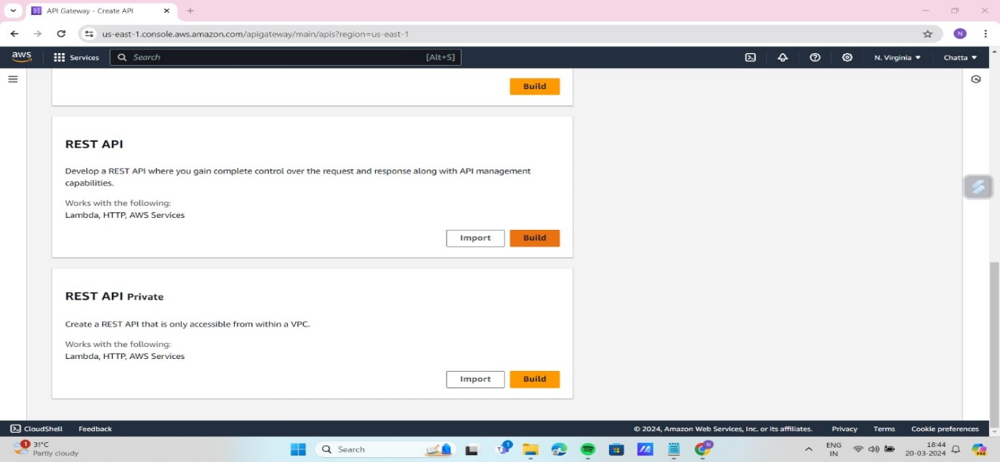 API Gateway - Create API
us-east-1.console.aws.amazon.com/apigateway/main/apis?region=us-east-1
N
aws
Services
Search
[Alt+S]
N. Virginia
Chatta
Build
REST API
Develop a REST API where you gain complete control over the request and response along with API management
capabilities.
Works with the following:
Lambda, HTTP, AWS Services
Import
Build
REST API Private
Create a REST API that is only accessible from within a VPC.
Works with the following:
Lambda, HTTP, AWS Services
Import
Build
CloudShell
Feedback
© 2024, Amazon Web Services, Inc. or its affiliates.
Privacy
Terms
Cookie preferences
1
31°C
Partly cloudy
Search
1
N
ENG
IN
18:44
20-03-2024
PRE